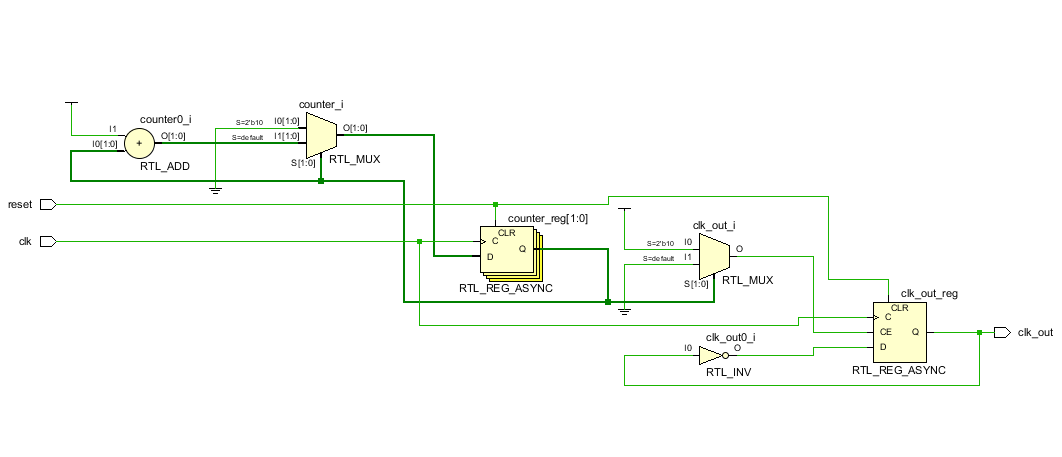 counter_i
counter0_i
S=2'b10
I0[1:0]
O[1:0]
I1
O[1:0]
S=default
I1[1:0]
I0[1:0]
+
S[1:0]
RTL_MUX
RTL_ADD
reset
counter_reg[1:0]
clk_out_i
CLR
clk
C
Q
D
S=2'b10
I0
O
S=default
I1
S[1:0]
RTL_MUX
RTL_REG_ASYNC
clk_out_reg
CLR
C
CE
Q
D
clk_out
clk_out0_i
I0
O
RTL_INV
RTL_REG_ASYNC